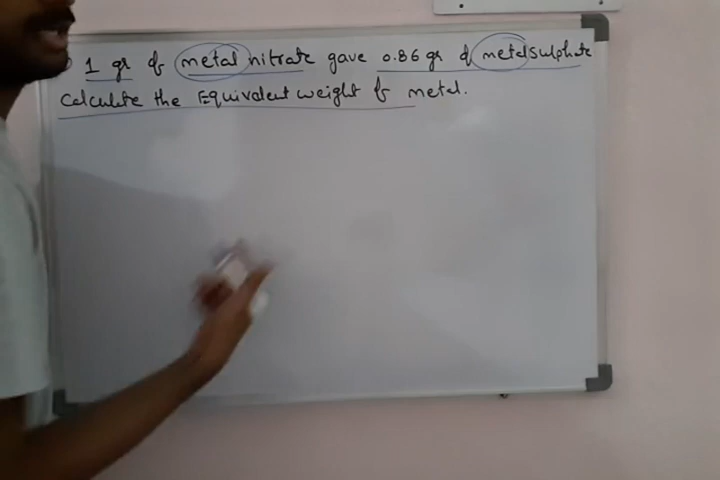 1 gr of metal nitrate gave 0.86 gr of metal sulphate
calculate the Equivalent weight of metal.